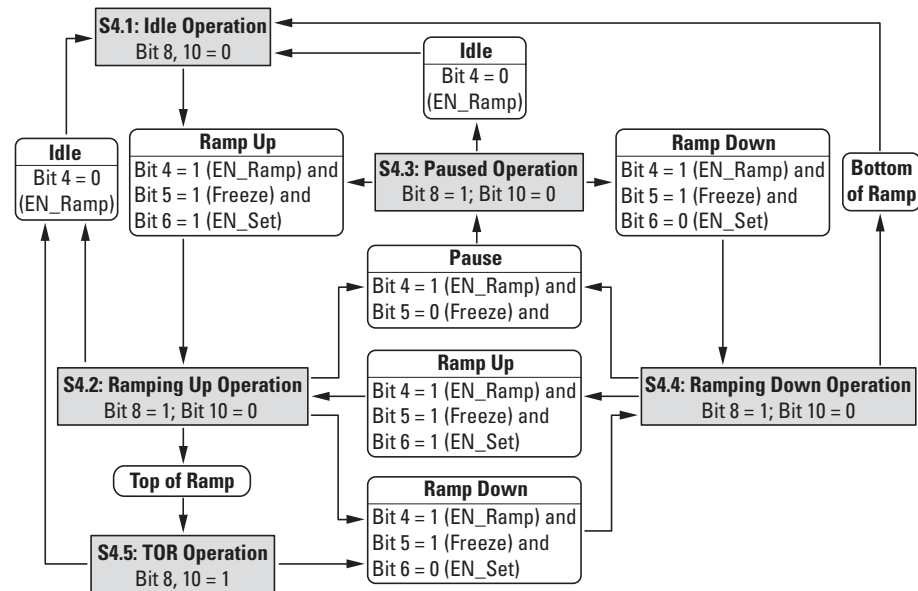 S4.1: Idle Operation
Bit 8, 10 = 0
Idle
Bit 4 = 0
(EN_Ramp)
Idle
Bit 4 = 0
(EN_Ramp)
Ramp Up
Bit 4 = 1 (EN_Ramp) and
Bit 5 = 1 (Freeze) and
Bit 6 = 1 (EN_Set)
S4.3: Paused Operation
Bit 8 = 1; Bit 10 = 0
Ramp Down
Bit 4 = 1 (EN_Ramp) and
Bit 5 = 1 (Freeze) and
Bit 6 = 0 (EN_Set)
Bottom
of Ramp
Pause
Bit 4 = 1 (EN_Ramp) and
Bit 5 = 0 (Freeze) and
S4.2: Ramping Up Operation
Bit 8 = 1; Bit 10 = 0
Ramp Up
Bit 4 = 1 (EN_Ramp) and
Bit 5 = 1 (Freeze) and
Bit 6 = 1 (EN_Set)
S4.4: Ramping Down Operation
Bit 8 = 1; Bit 10 = 0
Top of Ramp
Ramp Down
Bit 4 = 1 (EN_Ramp) and
Bit 5 = 1 (Freeze) and
Bit 6 = 0 (EN_Set)
S4.5: TOR Operation
Bit 8, 10 = 1